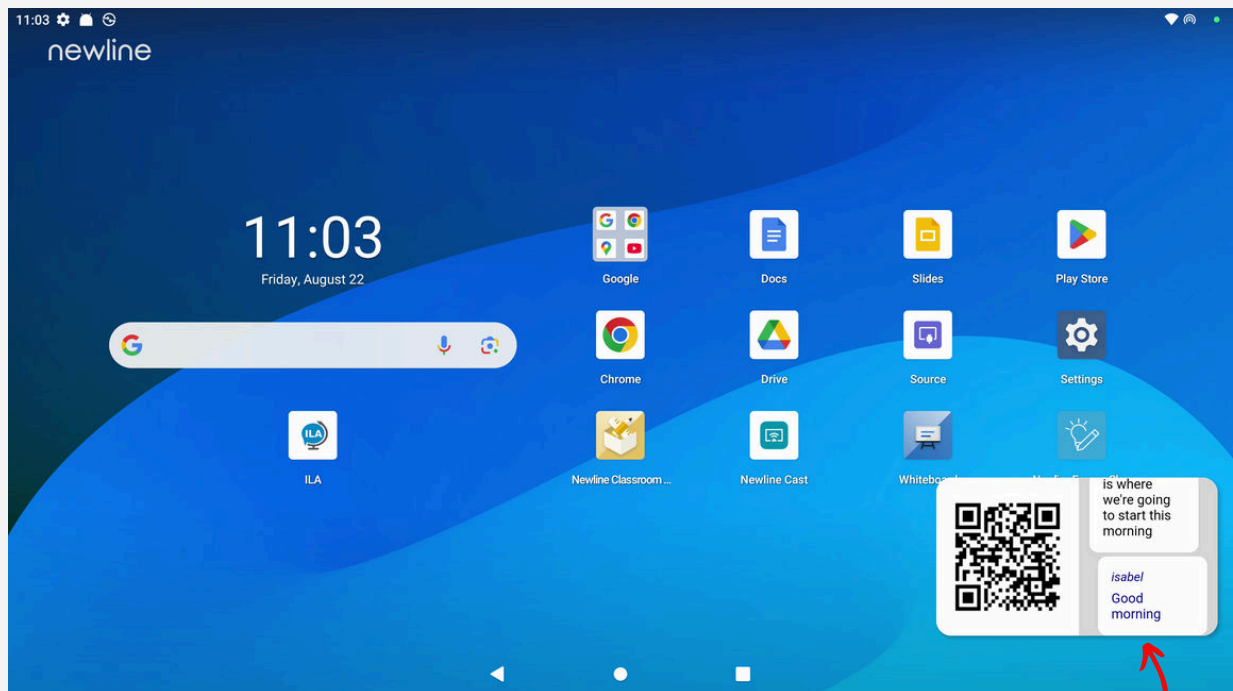 11:03
newline
11:03
Friday, August 22
Google
Docs
Slides
Play Store
Chrome
Drive
Source
Settings
ILA
ILA
Newline Classroom ...
Newline Cast
is where
we're going
to start this
morning
isabel
Good
morning